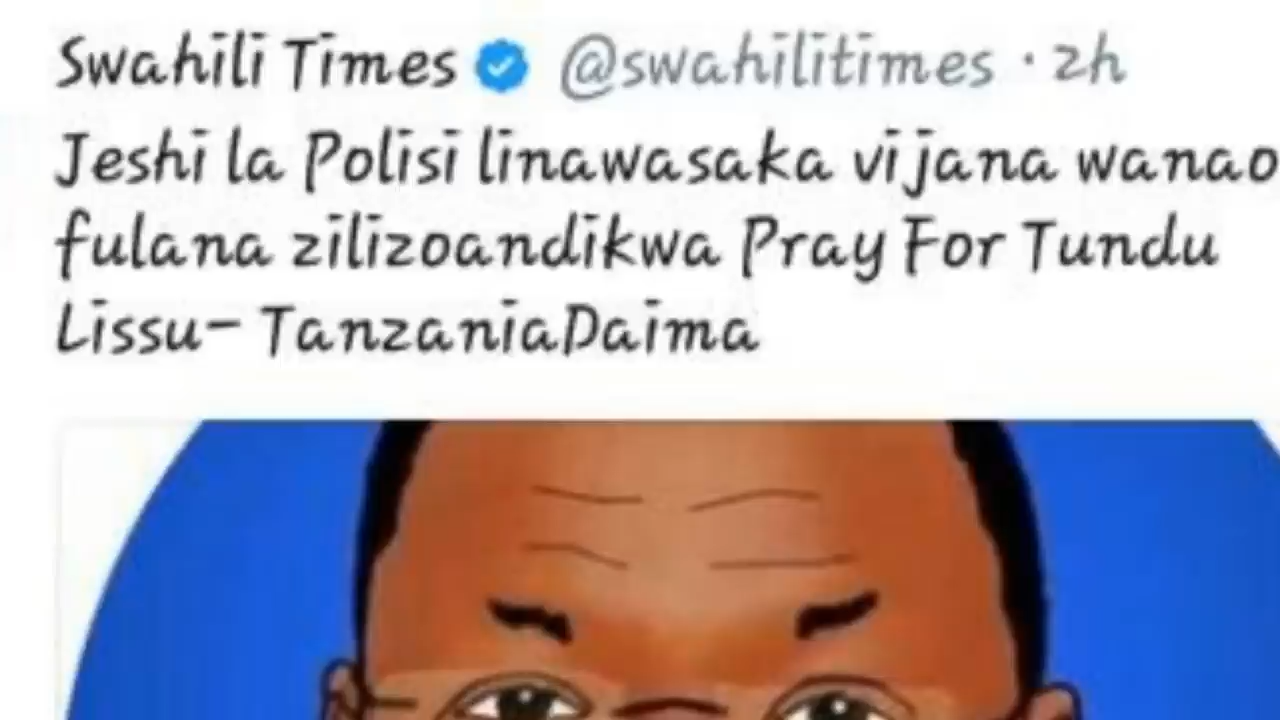 Swahili Times @swahilitimes · 2h
Jeshi la Polisi linawasaka vijana wanao
fulana zilizoandikwa Pray For Tundu
Lissu- TanzaniaDaima